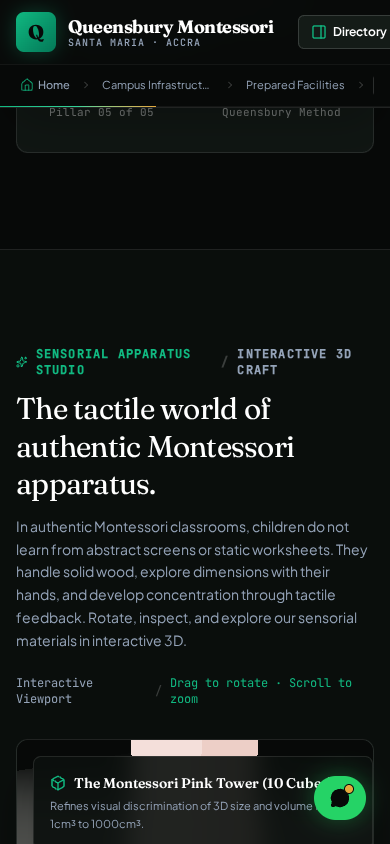 Q
Queensbury Montessori
SANTA MARIA · ACCRA
Directory
Home
Campus Infrastruct...
Prepared Facilities
Pillar 05 of 05
Queensbury Method
SENSORIAL APPARATUS STUDIO
/
INTERACTIVE 3D CRAFT
The tactile world of
authentic Montessori
apparatus.
In authentic Montessori classrooms, children do not
learn from abstract screens or static worksheets. They
handle solid wood, explore dimensions with their
hands, and develop concentration through tactile
feedback. Rotate, inspect, and explore our sensorial
materials in interactive 3D.
Interactive Viewport
/
Drag to rotate · Scroll to zoom
The Montessori Pink Tower (10 Cube
Refines visual discrimination of 3D size and volume
1cm³ to 1000cm³.